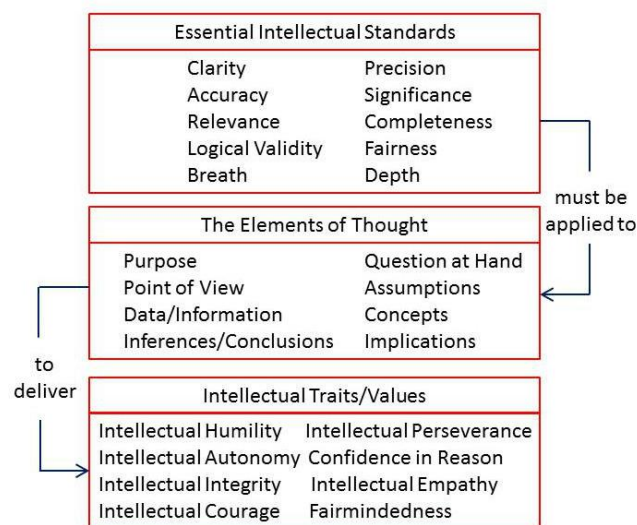 Essential Intellectual Standards
Clarity Precision
Accuracy Significance
Relevance Completeness
Logical Validity Fairness
Breath Depth
must be
applied to
The Elements of Thought
Purpose Question at Hand
Point of View Assumptions
Data/Information Concepts
Inferences/Conclusions Implications
to
deliver
Intellectual Traits/Values
Intellectual Humility Intellectual Perseverance
Intellectual Autonomy Confidence in Reason
Intellectual Integrity Intellectual Empathy
Intellectual Courage Fairmindedness